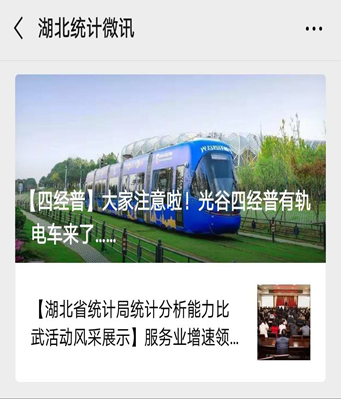 湖北统计微讯
【四经普】大家注意啦！光谷四经普有轨
电车来了......
【湖北省统计局统计分析能力比
武活动风采展示】服务业增速领...